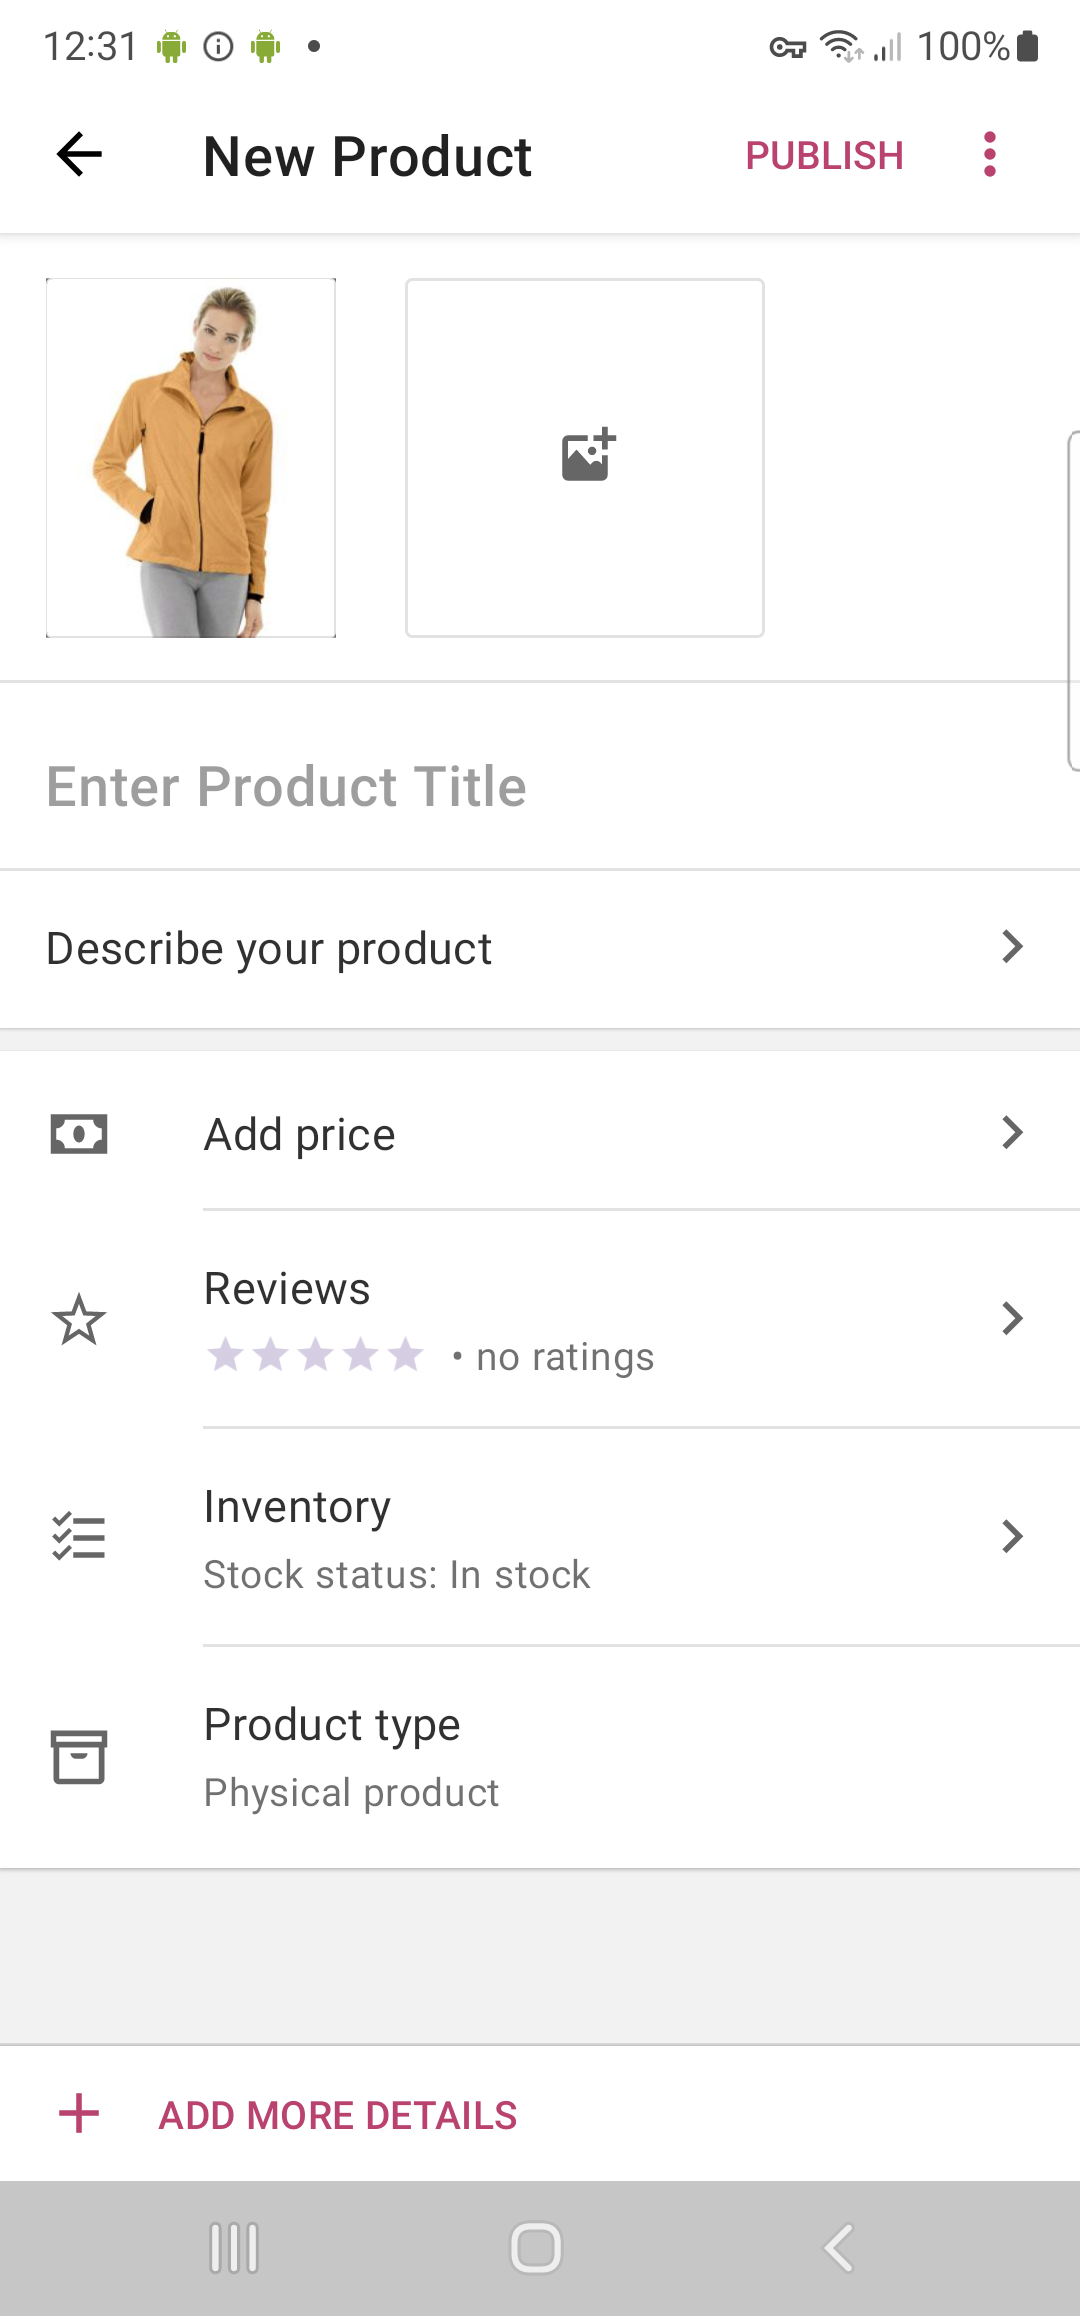 12:31
100%
New Product
PUBLISH
Enter Product Title
Describe your product
Add price
Reviews
• no ratings
Inventory
Stock status: In stock
Product type
Physical product
ADD MORE DETAILS